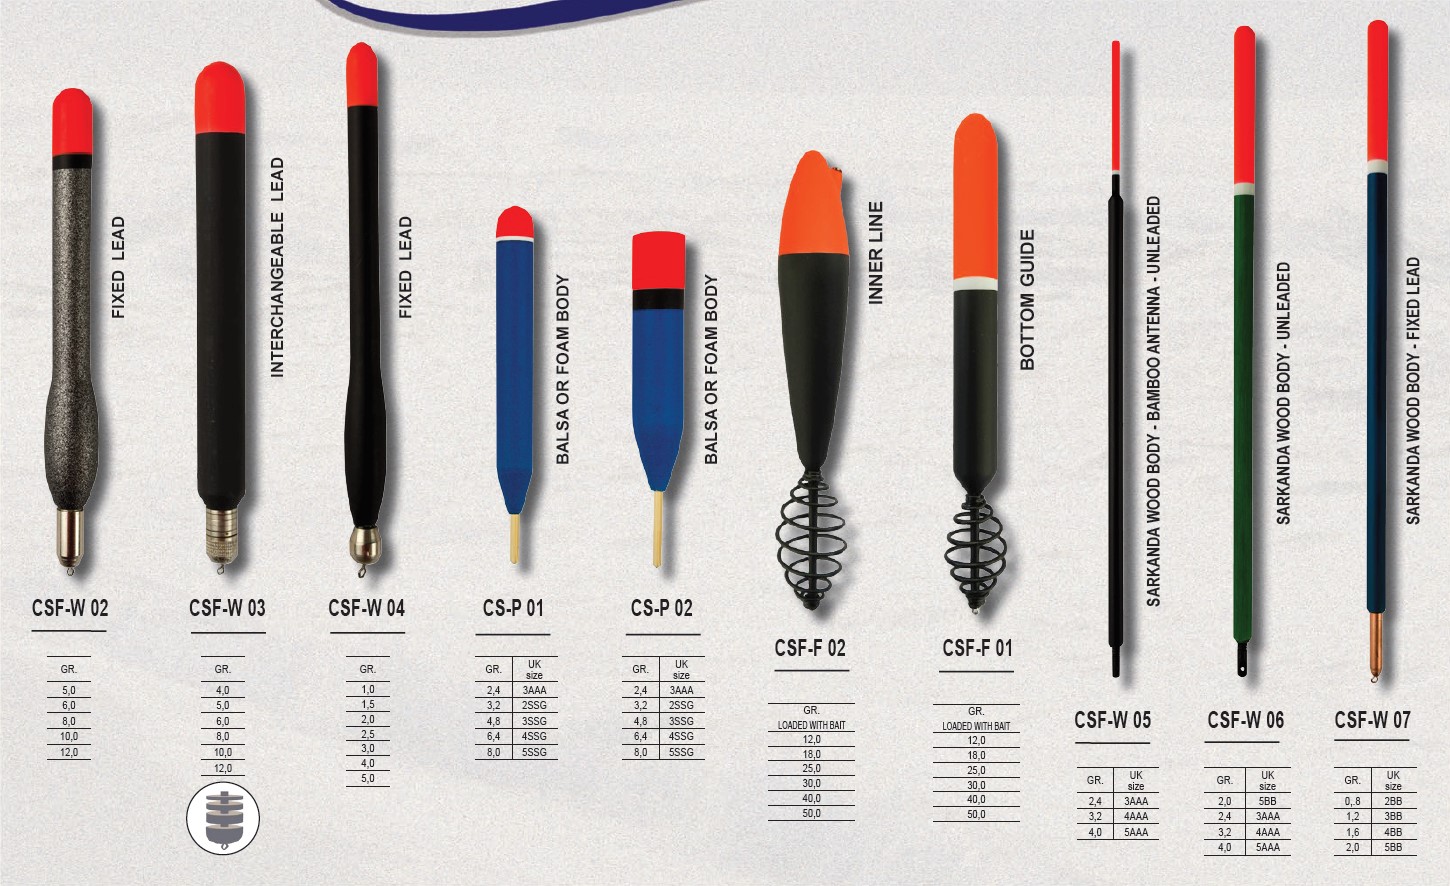 FIXED LEAD
CSF-W 02
GR.
5,0
6,0
8,0
10,0
12,0
INTERCHANGEABLE LEAD
CSF-W 03
GR.
4,0
5,0
6,0
8,0
10,0
12,0
FIXED LEAD
CSF-W 04
GR.
1,0
1,5
2,0
2,5
3,0
4,0
5,0
BALSA OR FOAM BODY
CS-P 01
GR. UK
size
2,4 3AAA
3,2 2SSG
4,8 3SSG
6,4 4SSG
8,0 5SSG
BALSA OR FOAM BODY
CS-P 02
GR. UK
size
2,4 3AAA
3,2 2SSG
4,8 3SSG
6,4 4SSG
8,0 5SSG
INNER LINE
CSF-F 02
GR.
LOADED WITH BAIT
12,0
18,0
25,0
30,0
40,0
50,0
BOTTOM GUIDE
CSF-F 01
GR.
LOADED WITH BAIT
12,0
18,0
25,0
30,0
40,0
50,0
SARKANDA WOOD BODY - BAMBOO ANTENNA - UNLEADED
CSF-W 05
GR. UK
size
2,4 3AAA
3,2 4AAA
4,0 5AAA
SARKANDA WOOD BODY - UNLEADED
CSF-W 06
GR. UK
size
2,0 5BB
2,4 3AAA
3,2 4AAA
4,0 5AAA
SARKANDA WOOD BODY - FIXED LEAD
CSF-W 07
GR. UK
size
0,.8 2BB
1,2 3BB
1,6 4BB
2,0 5BB